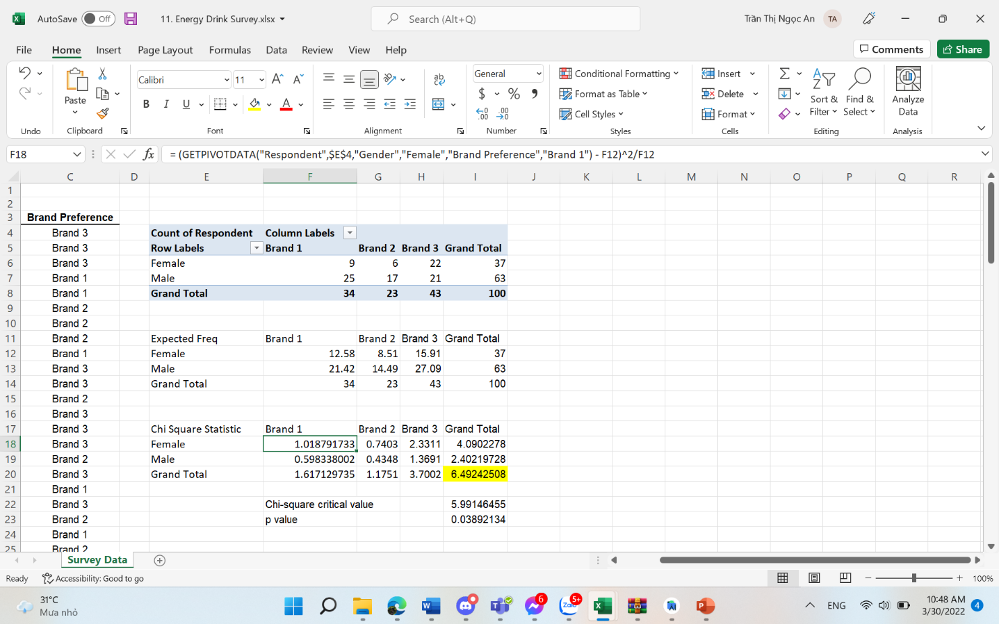 AutoSave Off 11. Energy Drink Survey.xlsx Search (Alt+Q) Trần Thị Ngọc An TA
File Home Insert Page Layout Formulas Data Review View Help Comments Share
Calibri 11 General Conditional Formatting Insert
Paste Format as Table Delete Sort & Filter Find & Select Analyze Data
B I U A $ % Cell Styles Format
Undo Clipboard Font Alignment Number Styles Cells Editing Analysis
F18 fx = (GETPIVOTDATA("Respondent",$E$4,"Gender","Female","Brand Preference","Brand 1") - F12)^2/F12
C D E F G H I J K L M N O P Q R
1
2
3 Brand Preference
4 Brand 3 Count of Respondent Column Labels
5 Brand 3 Row Labels Brand 1 Brand 2 Brand 3 Grand Total
6 Brand 3 Female 9 6 22 37
7 Brand 1 Male 25 17 21 63
8 Brand 1 Grand Total 34 23 43 100
9 Brand 2
10 Brand 2
11 Brand 2 Expected Freq Brand 1 Brand 2 Brand 3 Grand Total
12 Brand 1 Female 12.58 8.51 15.91 37
13 Brand 3 Male 21.42 14.49 27.09 63
14 Brand 3 Grand Total 34 23 43 100
15 Brand 2
16 Brand 3
17 Brand 3 Chi Square Statistic Brand 1 Brand 2 Brand 3 Grand Total
18 Brand 3 Female 1.018791733 0.7403 2.3311 4.0902278
19 Brand 2 Male 0.598338002 0.4348 1.3691 2.40219728
20 Brand 3 Grand Total 1.617129735 1.1751 3.7002 6.49242508
21 Brand 1
22 Brand 3 Chi-square critical value 5.99146455
23 Brand 2 p value 0.03892134
24 Brand 1
25 Brand 2
Survey Data
Ready Accessibility: Good to go 100%
31°C
Mưa nhỏ
6 5+ Zalo ENG 10:48 AM 4
3/30/2022